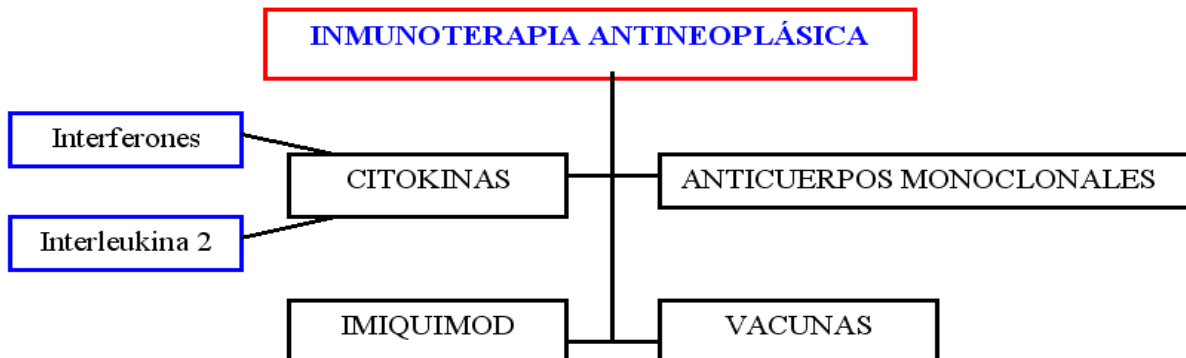 INMUNOTERAPIA ANTINEOPLÁSICA
Interferones
CITOKINAS
ANTICUERPOS MONOCLONALES
Interleukina 2
IMIQUIMOD
VACUNAS